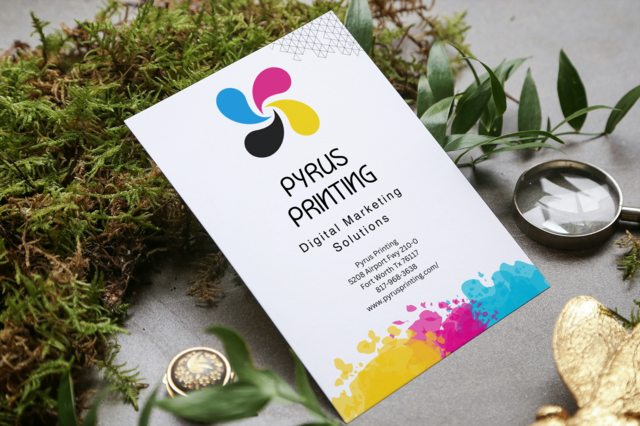 PYRUS
PRINTING
Digital Marketing
Solutions
Pyrus Printing
5208 Airport Fwy 210-0
Fort Worth Tx 76117
817-968-3638
www.pyrusprinting.com/